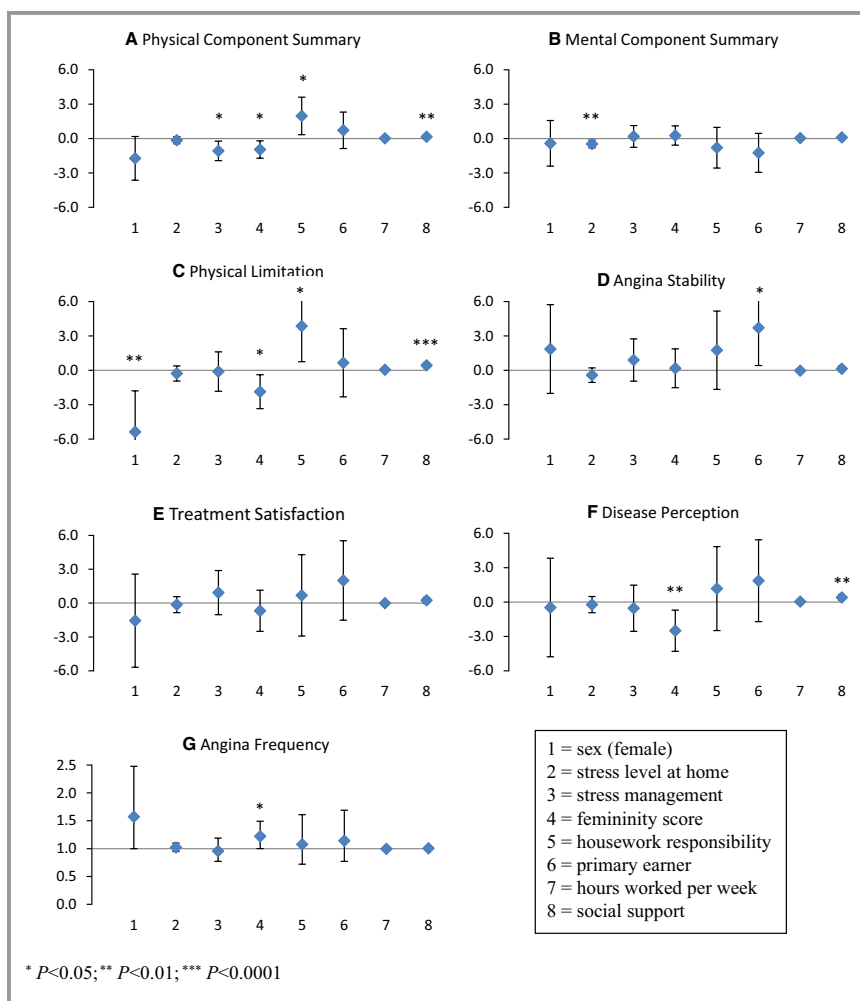 A Physical Component Summary
6.0
3.0
0.0
-3.0
-6.0
* * * **
1 2 3 4 5 6 7 8
B Mental Component Summary
6.0
3.0
0.0
-3.0
-6.0
**
1 2 3 4 5 6 7 8
C Physical Limitation
6.0
3.0
0.0
-3.0
-6.0
** * * ***
1 2 3 4 5 6 7 8
D Angina Stability
6.0
3.0
0.0
-3.0
-6.0
*
1 2 3 4 5 6 7 8
E Treatment Satisfaction
6.0
3.0
0.0
-3.0
-6.0
1 2 3 4 5 6 7 8
F Disease Perception
6.0
3.0
0.0
-3.0
-6.0
** **
1 2 3 4 5 6 7 8
G Angina Frequency
2.5
2.0
1.5
1.0
0.5
0.0
*
1 2 3 4 5 6 7 8
1 = sex (female)
2 = stress level at home
3 = stress management
4 = femininity score
5 = housework responsibility
6 = primary earner
7 = hours worked per week
8 = social support
* P<0.05; ** P<0.01; *** P<0.0001